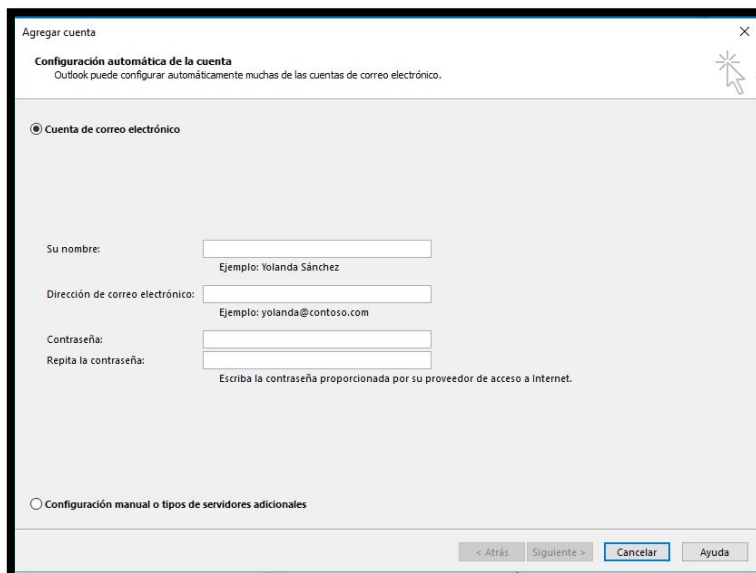 Agregar cuenta
Configuración automática de la cuenta
Outlook puede configurar automáticamente muchas de las cuentas de correo electrónico.
Cuenta de correo electrónico
Su nombre:
Ejemplo: Yolanda Sánchez
Dirección de correo electrónico:
Ejemplo: yolanda@contoso.com
Contraseña:
Repita la contraseña:
Escriba la contraseña proporcionada por su proveedor de acceso a Internet.
Configuración manual o tipos de servidores adicionales
< Atrás Siguiente > Cancelar Ayuda